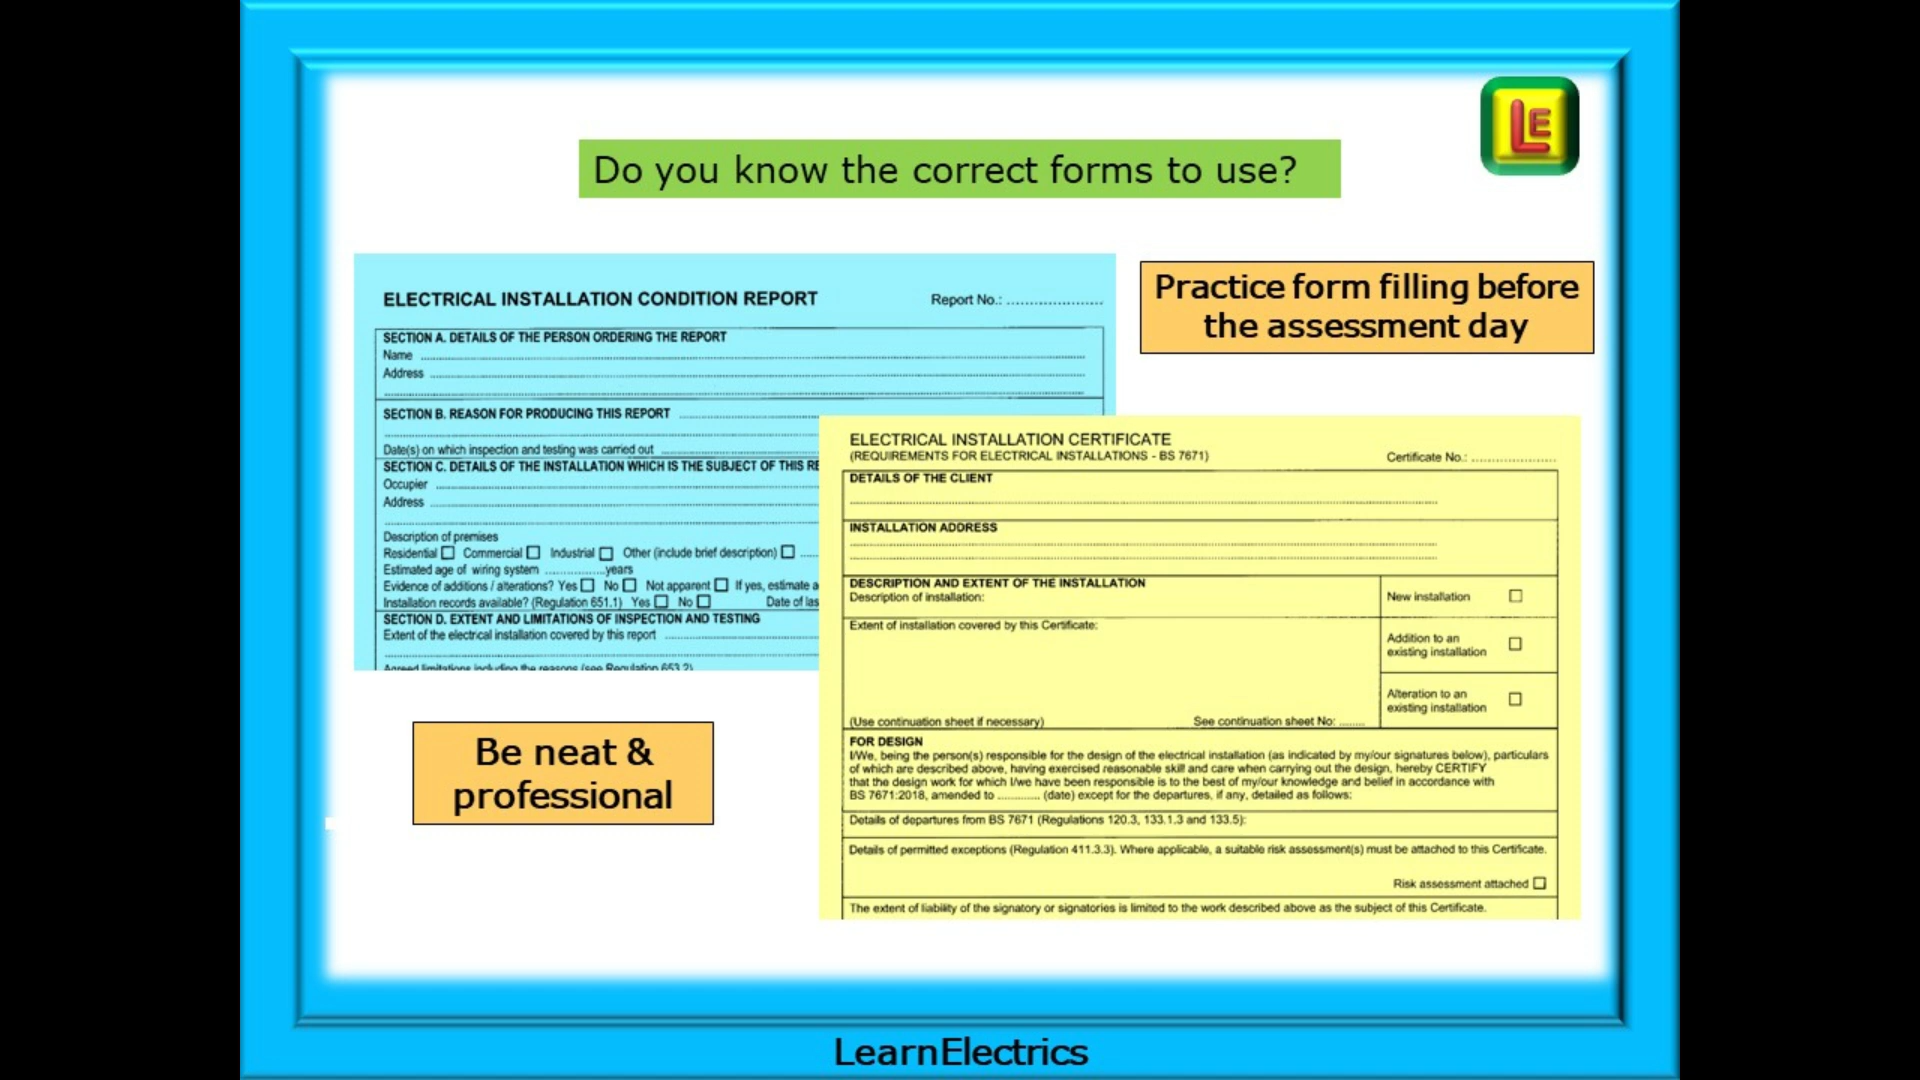 LE
Do you know the correct forms to use?
Practice form filling before
the assessment day
ELECTRICAL INSTALLATION CONDITION REPORT
Report No.: ......................
SECTION A. DETAILS OF THE PERSON ORDERING THE REPORT
Name
Address
SECTION B. REASON FOR PRODUCING THIS REPORT
Date(s) on which inspection and testing was carried out
SECTION C. DETAILS OF THE INSTALLATION WHICH IS THE SUBJECT OF THIS RE
Occupier
Address
Description of premises
Residential Commercial Industrial Other (include brief description) .....
Estimated age of wiring system ................years
Evidence of additions / alterations? Yes No Not apparent If yes, estimate a
Installation records available? (Regulation 651.1) Yes No Date of las
SECTION D. EXTENT AND LIMITATIONS OF INSPECTION AND TESTING
Extent of the electrical installation covered by this report
Agreed limitations including the reasons (see Regulation 653.2)
ELECTRICAL INSTALLATION CERTIFICATE
(REQUIREMENTS FOR ELECTRICAL INSTALLATIONS - BS 7671)
Certificate No.: ......................
DETAILS OF THE CLIENT
INSTALLATION ADDRESS
DESCRIPTION AND EXTENT OF THE INSTALLATION
Description of installation:
New installation
Extent of installation covered by this Certificate:
Addition to an
existing installation
Alteration to an
existing installation
(Use continuation sheet if necessary) See continuation sheet No: ........
FOR DESIGN
I/We, being the person(s) responsible for the design of the electrical installation (as indicated by my/our signatures below), particulars
of which are described above, having exercised reasonable skill and care when carrying out the design, hereby CERTIFY
that the design work for which I/we have been responsible is to the best of my/our knowledge and belief in accordance with
BS 7671:2018, amended to ............. (date) except for the departures, if any, detailed as follows:
Details of departures from BS 7671 (Regulations 120.3, 133.1.3 and 133.5):
Details of permitted exceptions (Regulation 411.3.3). Where applicable, a suitable risk assessment(s) must be attached to this Certificate.
Risk assessment attached
The extent of liability of the signatory or signatories is limited to the work described above as the subject of this Certificate.
Be neat &
professional
LearnElectrics